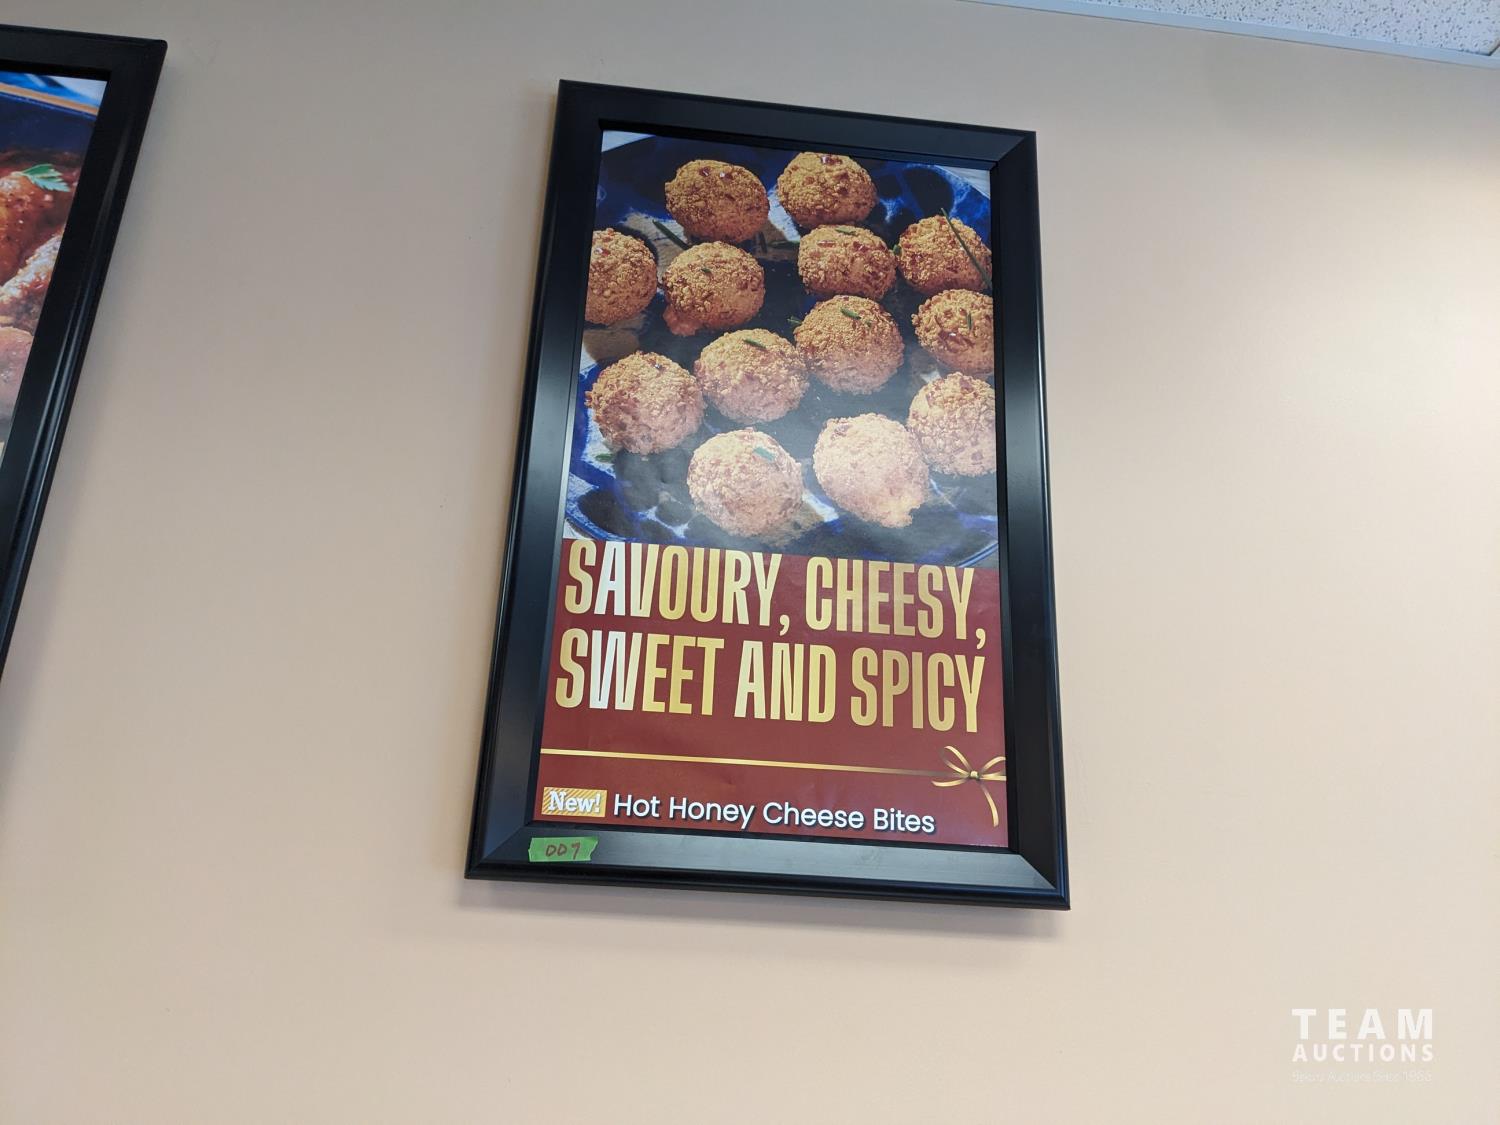 SAVOURY, CHEESY,
SWEET AND SPICY
New! Hot Honey Cheese Bites
007
TEAM
AUCTIONS